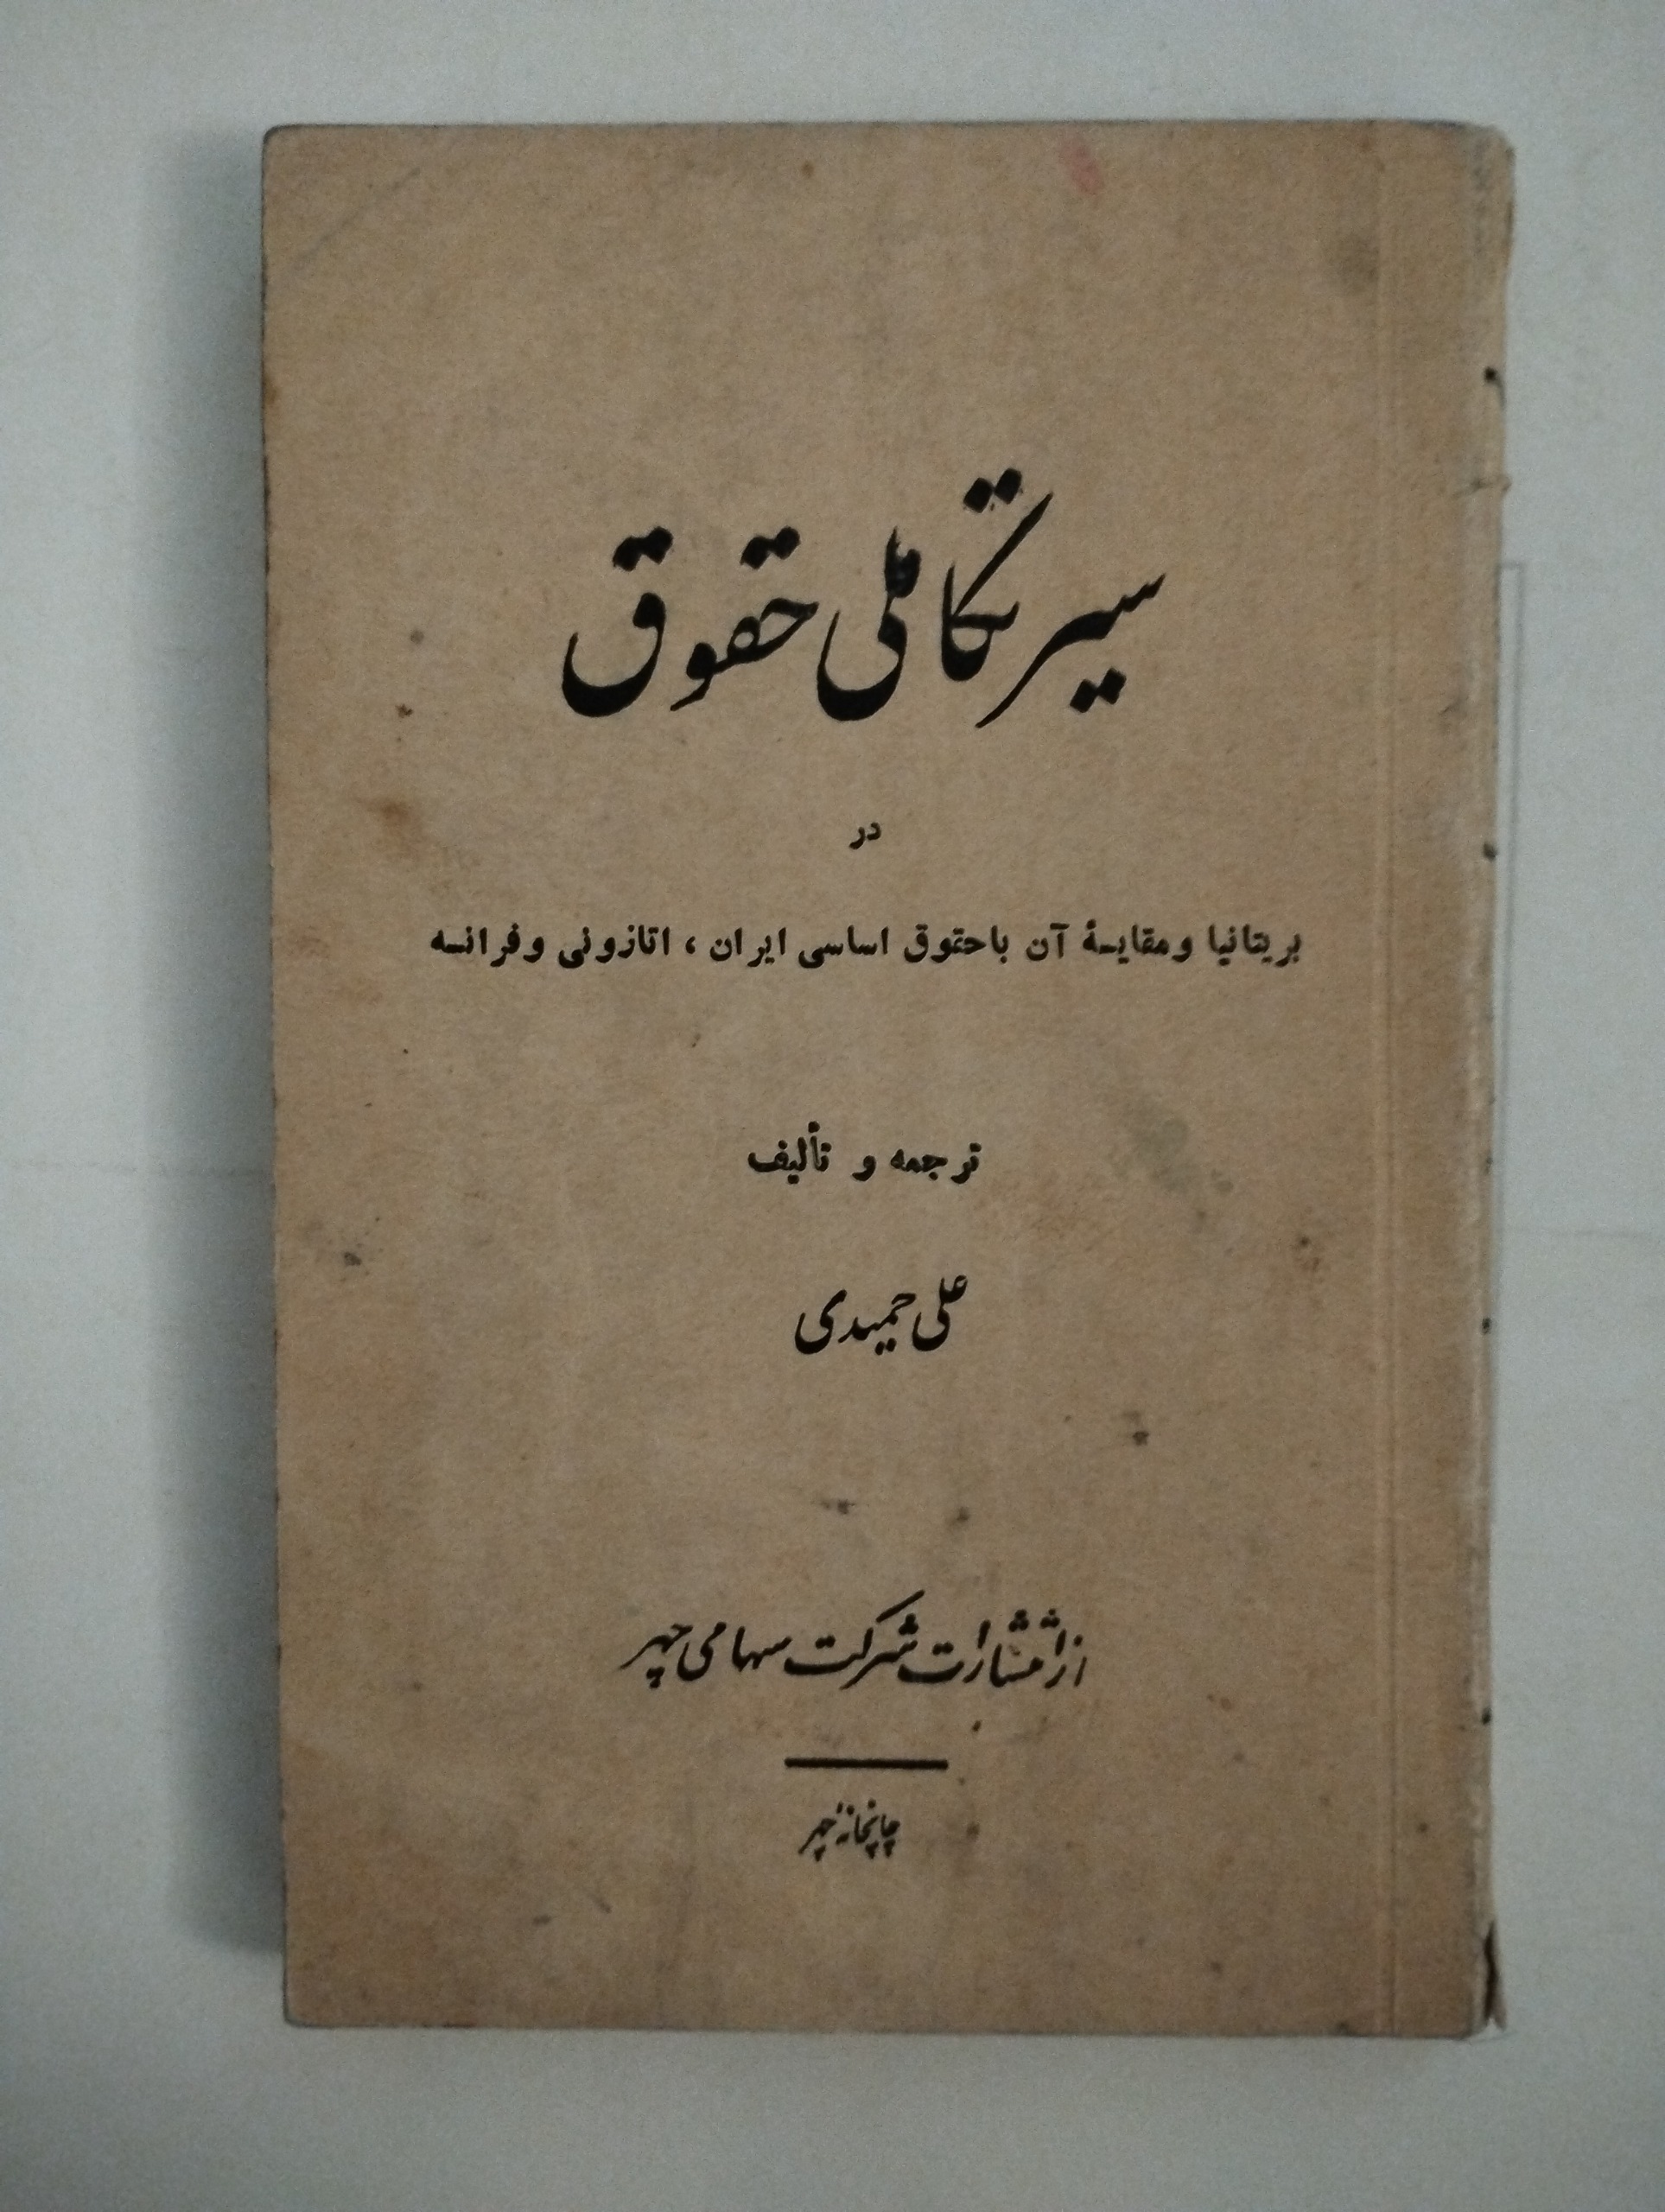 سیر تکاملی حقوق
در
بریتانیا و مقایسهٔ آن با حقوق اساسی ایران ، اتازونی و فرانسه
ترجمه و تألیف
علی حمیدی
از انتشارات شرکت سهامی چهر
چاپخانهٔ چهر